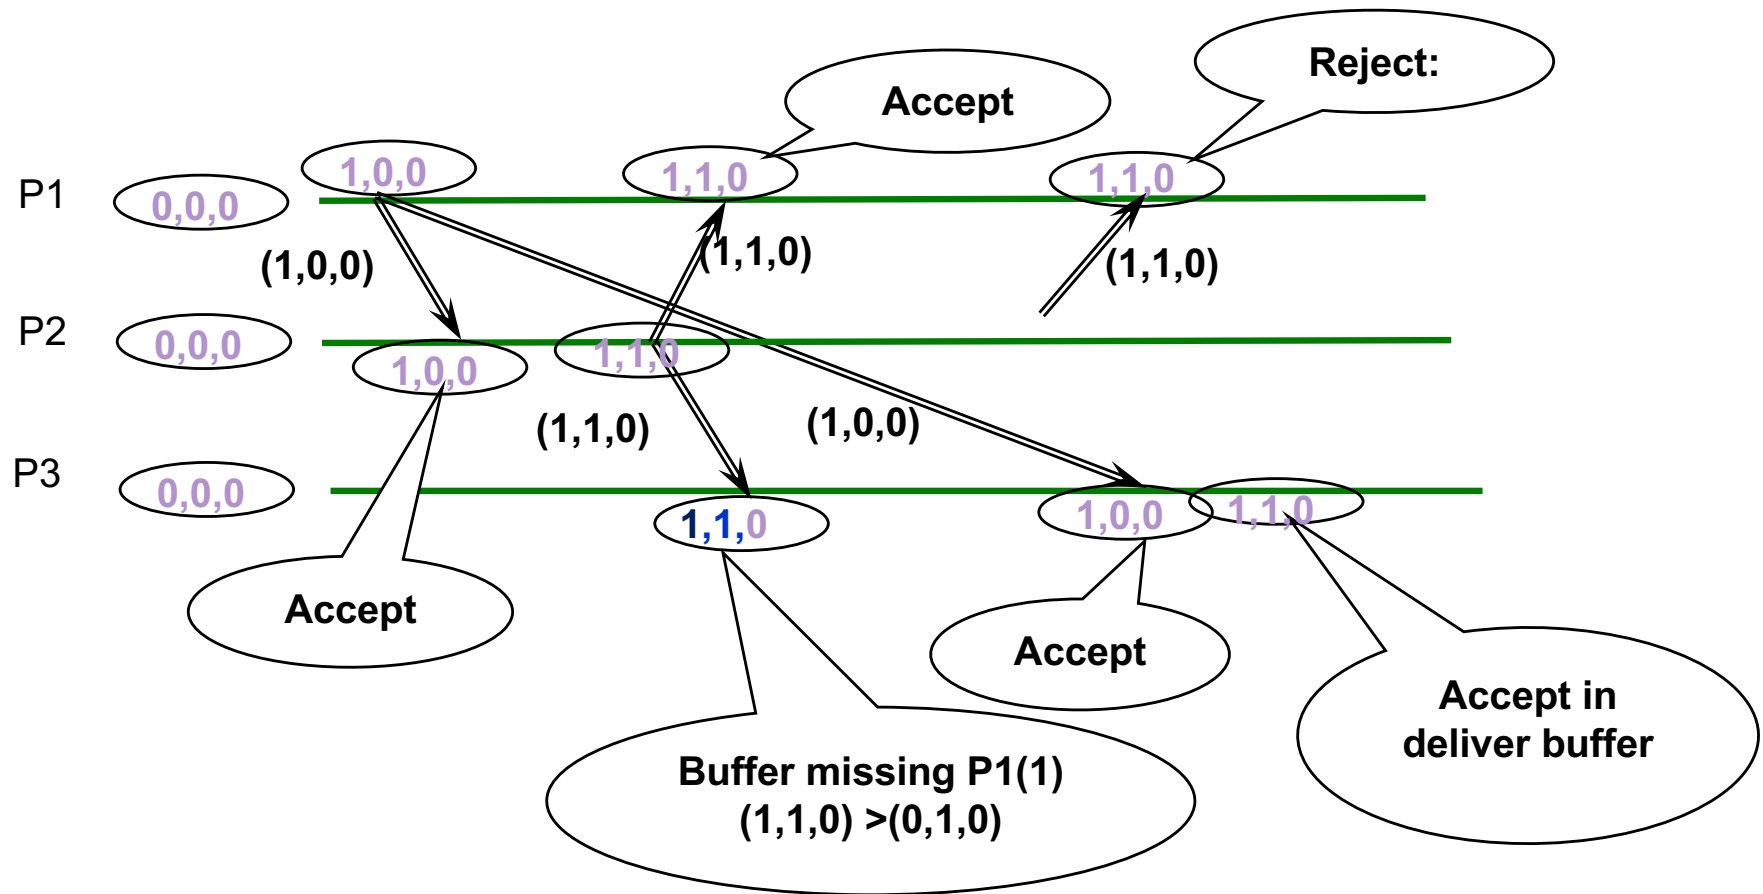 Reject:
Accept
P1
0,0,0
1,0,0
1,1,0
1,1,0
(1,0,0)
(1,1,0)
(1,1,0)
P2
0,0,0
1,0,0
1,1,0
(1,1,0)
(1,0,0)
P3
0,0,0
1,1,0
1,0,0
1,1,0
Accept
Accept
Accept in
deliver buffer
Buffer missing P1(1)
(1,1,0) >(0,1,0)